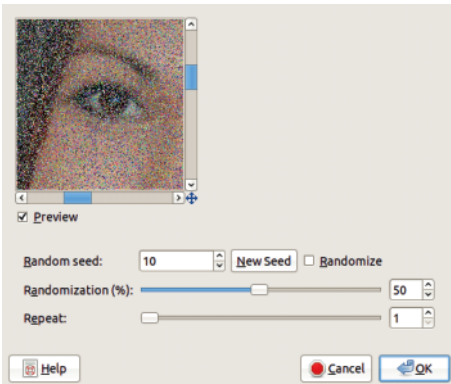 Preview
Random seed: 10 New Seed Randomize
Randomization (%): 50
Repeat: 1
Help Cancel OK